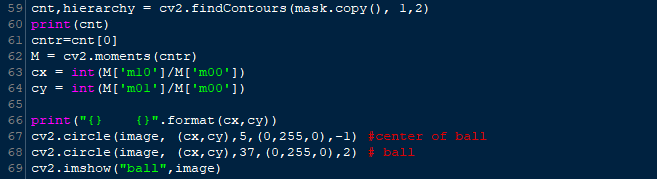 59 cnt,hierarchy = cv2.findContours(mask.copy(), 1,2)
60 print(cnt)
61 cntr=cnt[0]
62 M = cv2.moments(cntr)
63 cx = int(M['m10']/M['m00'])
64 cy = int(M['m01']/M['m00'])
65
66 print("{}    {}".format(cx,cy))
67 cv2.circle(image, (cx,cy),5,(0,255,0),-1) #center of ball
68 cv2.circle(image, (cx,cy),37,(0,255,0),2) # ball
69 cv2.imshow("ball",image)